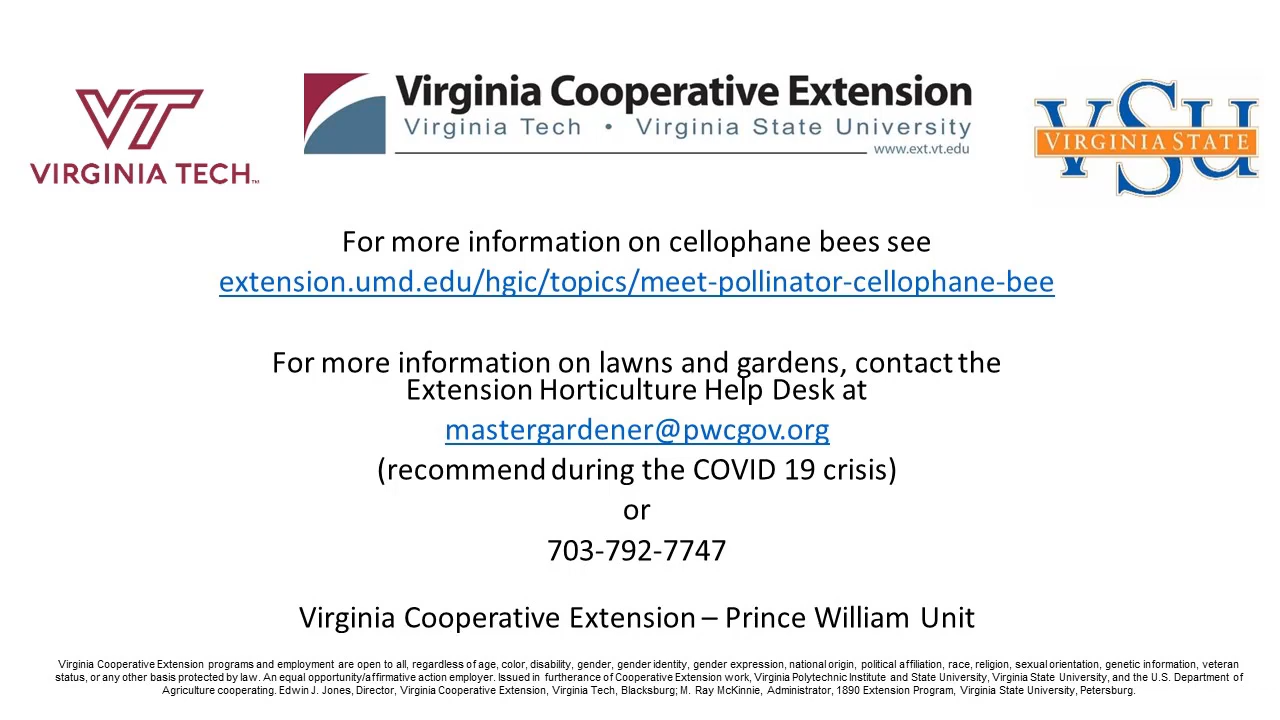 VT
VIRGINIA TECH™
Virginia Cooperative Extension
Virginia Tech • Virginia State University
www.ext.vt.edu
VSU
VIRGINIA STATE
For more information on cellophane bees see
extension.umd.edu/hgic/topics/meet-pollinator-cellophane-bee
For more information on lawns and gardens, contact the
Extension Horticulture Help Desk at
mastergardener@pwcgov.org
(recommend during the COVID 19 crisis)
or
703-792-7747
Virginia Cooperative Extension – Prince William Unit
Virginia Cooperative Extension programs and employment are open to all, regardless of age, color, disability, gender, gender identity, gender expression, national origin, political affiliation, race, religion, sexual orientation, genetic information, veteran
status, or any other basis protected by law. An equal opportunity/affirmative action employer. Issued in furtherance of Cooperative Extension work, Virginia Polytechnic Institute and State University, Virginia State University, and the U.S. Department of
Agriculture cooperating. Edwin J. Jones, Director, Virginia Cooperative Extension, Virginia Tech, Blacksburg; M. Ray McKinnie, Administrator, 1890 Extension Program, Virginia State University, Petersburg.